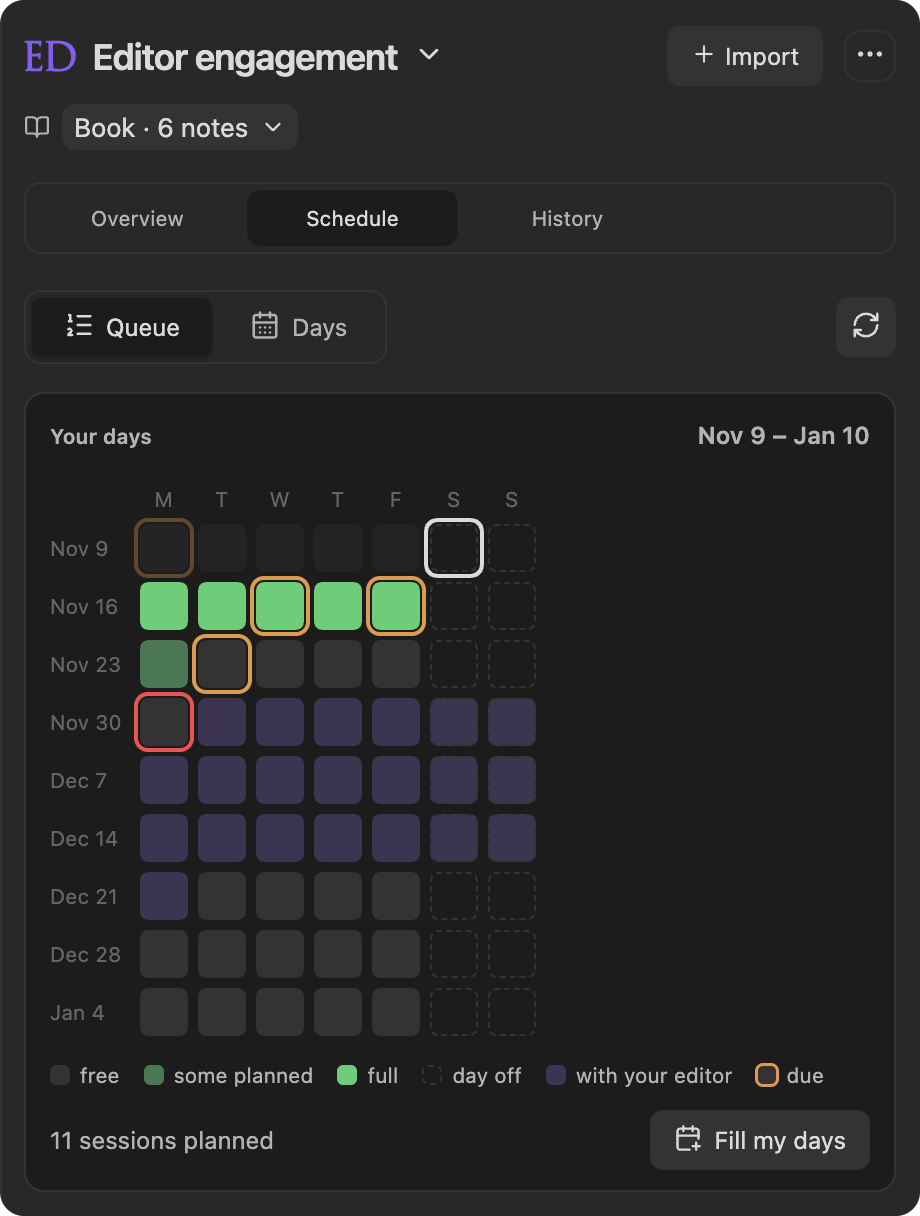 ED Editor engagement
+ Import
Book · 6 notes
Overview
Schedule
History
Queue
Days
Your days
Nov 9 – Jan 10
M T W T F S S
Nov 9
Nov 16
Nov 23
Nov 30
Dec 7
Dec 14
Dec 21
Dec 28
Jan 4
free
some planned
full
day off
with your editor
due
11 sessions planned
Fill my days